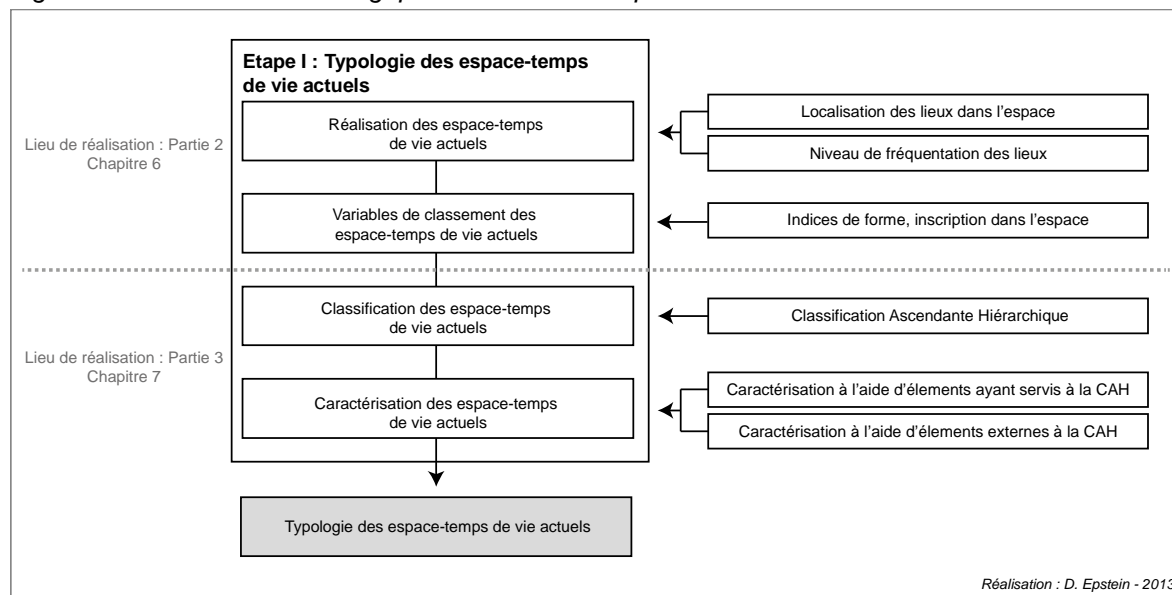 Etape I : Typologie des espace-temps
de vie actuels
Lieu de réalisation : Partie 2
Chapitre 6
Réalisation des espace-temps
de vie actuels
Localisation des lieux dans l'espace
Niveau de fréquentation des lieux
Variables de classement des
espace-temps de vie actuels
Indices de forme, inscription dans l'espace
Lieu de réalisation : Partie 3
Chapitre 7
Classification des espace-temps
de vie actuels
Classification Ascendante Hiérarchique
Caractérisation des espace-temps
de vie actuels
Caractérisation à l'aide d'élements ayant servis à la CAH
Caractérisation à l'aide d'élements externes à la CAH
Typologie des espace-temps de vie actuels
Réalisation : D. Epstein - 2013